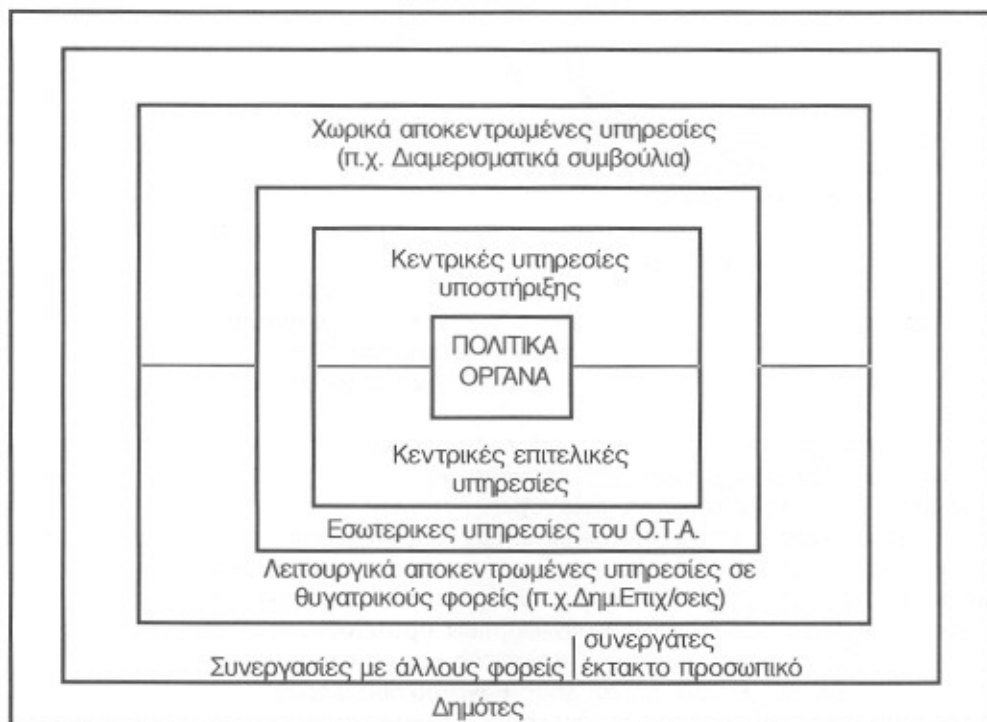 Χωρικά αποκεντρωμένες υπηρεσίες
(π.χ. Διαμερισματικά συμβούλια)
Κεντρικές υπηρεσίες
υποστήριξης
ΠΟΛΙΤΙΚΑ
ΟΡΓΑΝΑ
Κεντρικές επιτελικές
υπηρεσίες
Εσωτερικες υπηρεσίες του Ο.Τ.Α.
Λειτουργικά αποκεντρωμένες υπηρεσίες σε
θυγατρικούς φορείς (π.χ.Δημ.Επιχ/σεις)
συνεργάτες
Συνεργασίες με άλλους φορείς έκτακτο προσωπικό
Δημότες